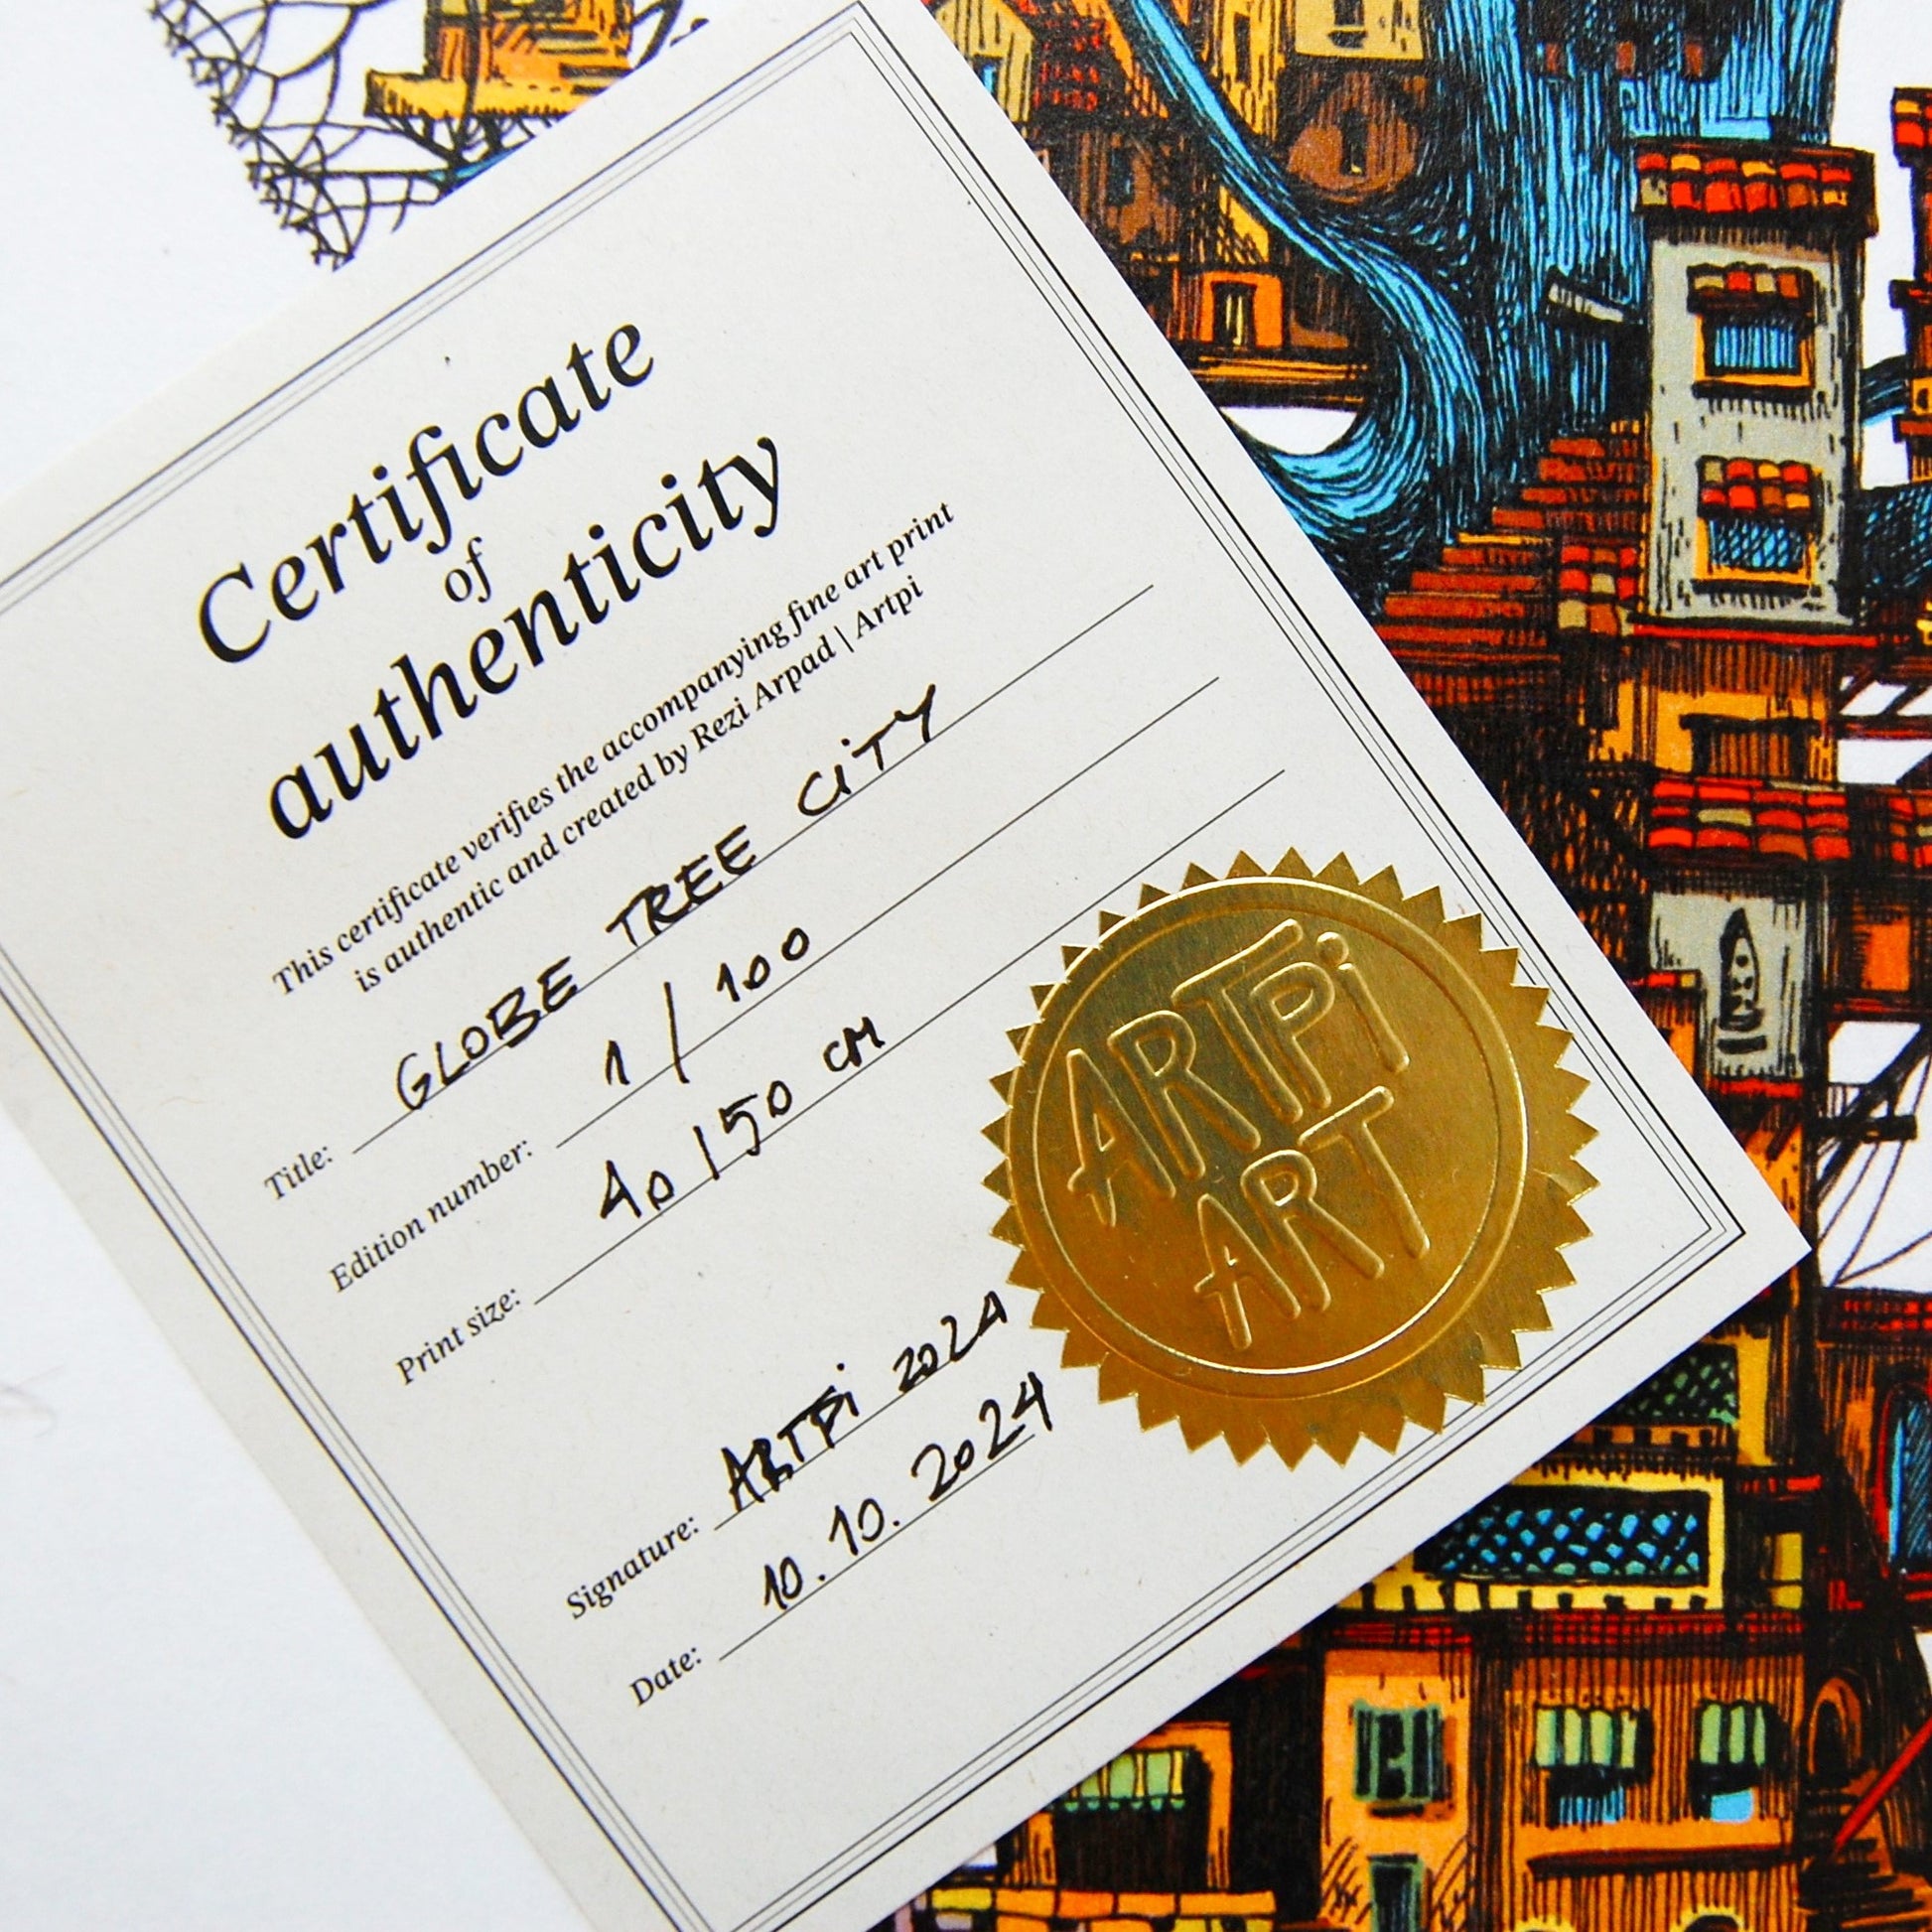 Certificate
of
authenticity
This certificate verifies the accompanying fine art print
is authentic and created by Rezi Arpad | Artpi
Title: GLOBE TREE CiTY
Edition number: 1 / 100
Print size: 40 / 50 CM
Signature: ARTPi 2024
Date: 10. 10. 2024
ARTPi
ART